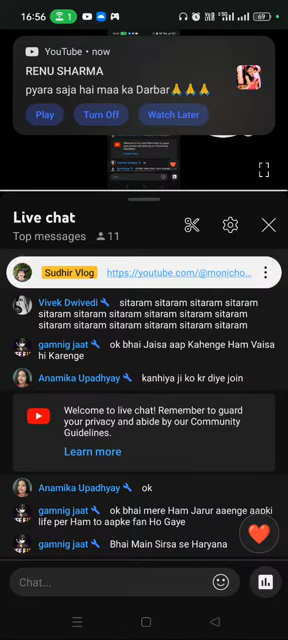 16:56
1
69
YouTube • now
RENU SHARMA
pyara saja hai maa ka Darbar🙏🙏🙏
Play Turn Off Watch Later
Live chat
Top messages 11
Sudhir Vlog https://youtube.com/@monicho...
Vivek Dwivedi sitaram sitaram sitaram sitaram
sitaram sitaram sitaram sitaram sitaram sitaram
sitaram sitaram sitaram sitaram sitaram sitaram
gamnig jaat ok bhai Jaisa aap Kahenge Ham Vaisa
hi Karenge
Anamika Upadhyay kanhiya ji ko kr diye join
Welcome to live chat! Remember to guard
your privacy and abide by our Community
Guidelines.
Learn more
Anamika Upadhyay ok
gamnig jaat ok bhai mere Ham Jarur aaenge aapki
life per Ham to aapke fan Ho Gaye
gamnig jaat Bhai Main Sirsa se Haryana
Chat...